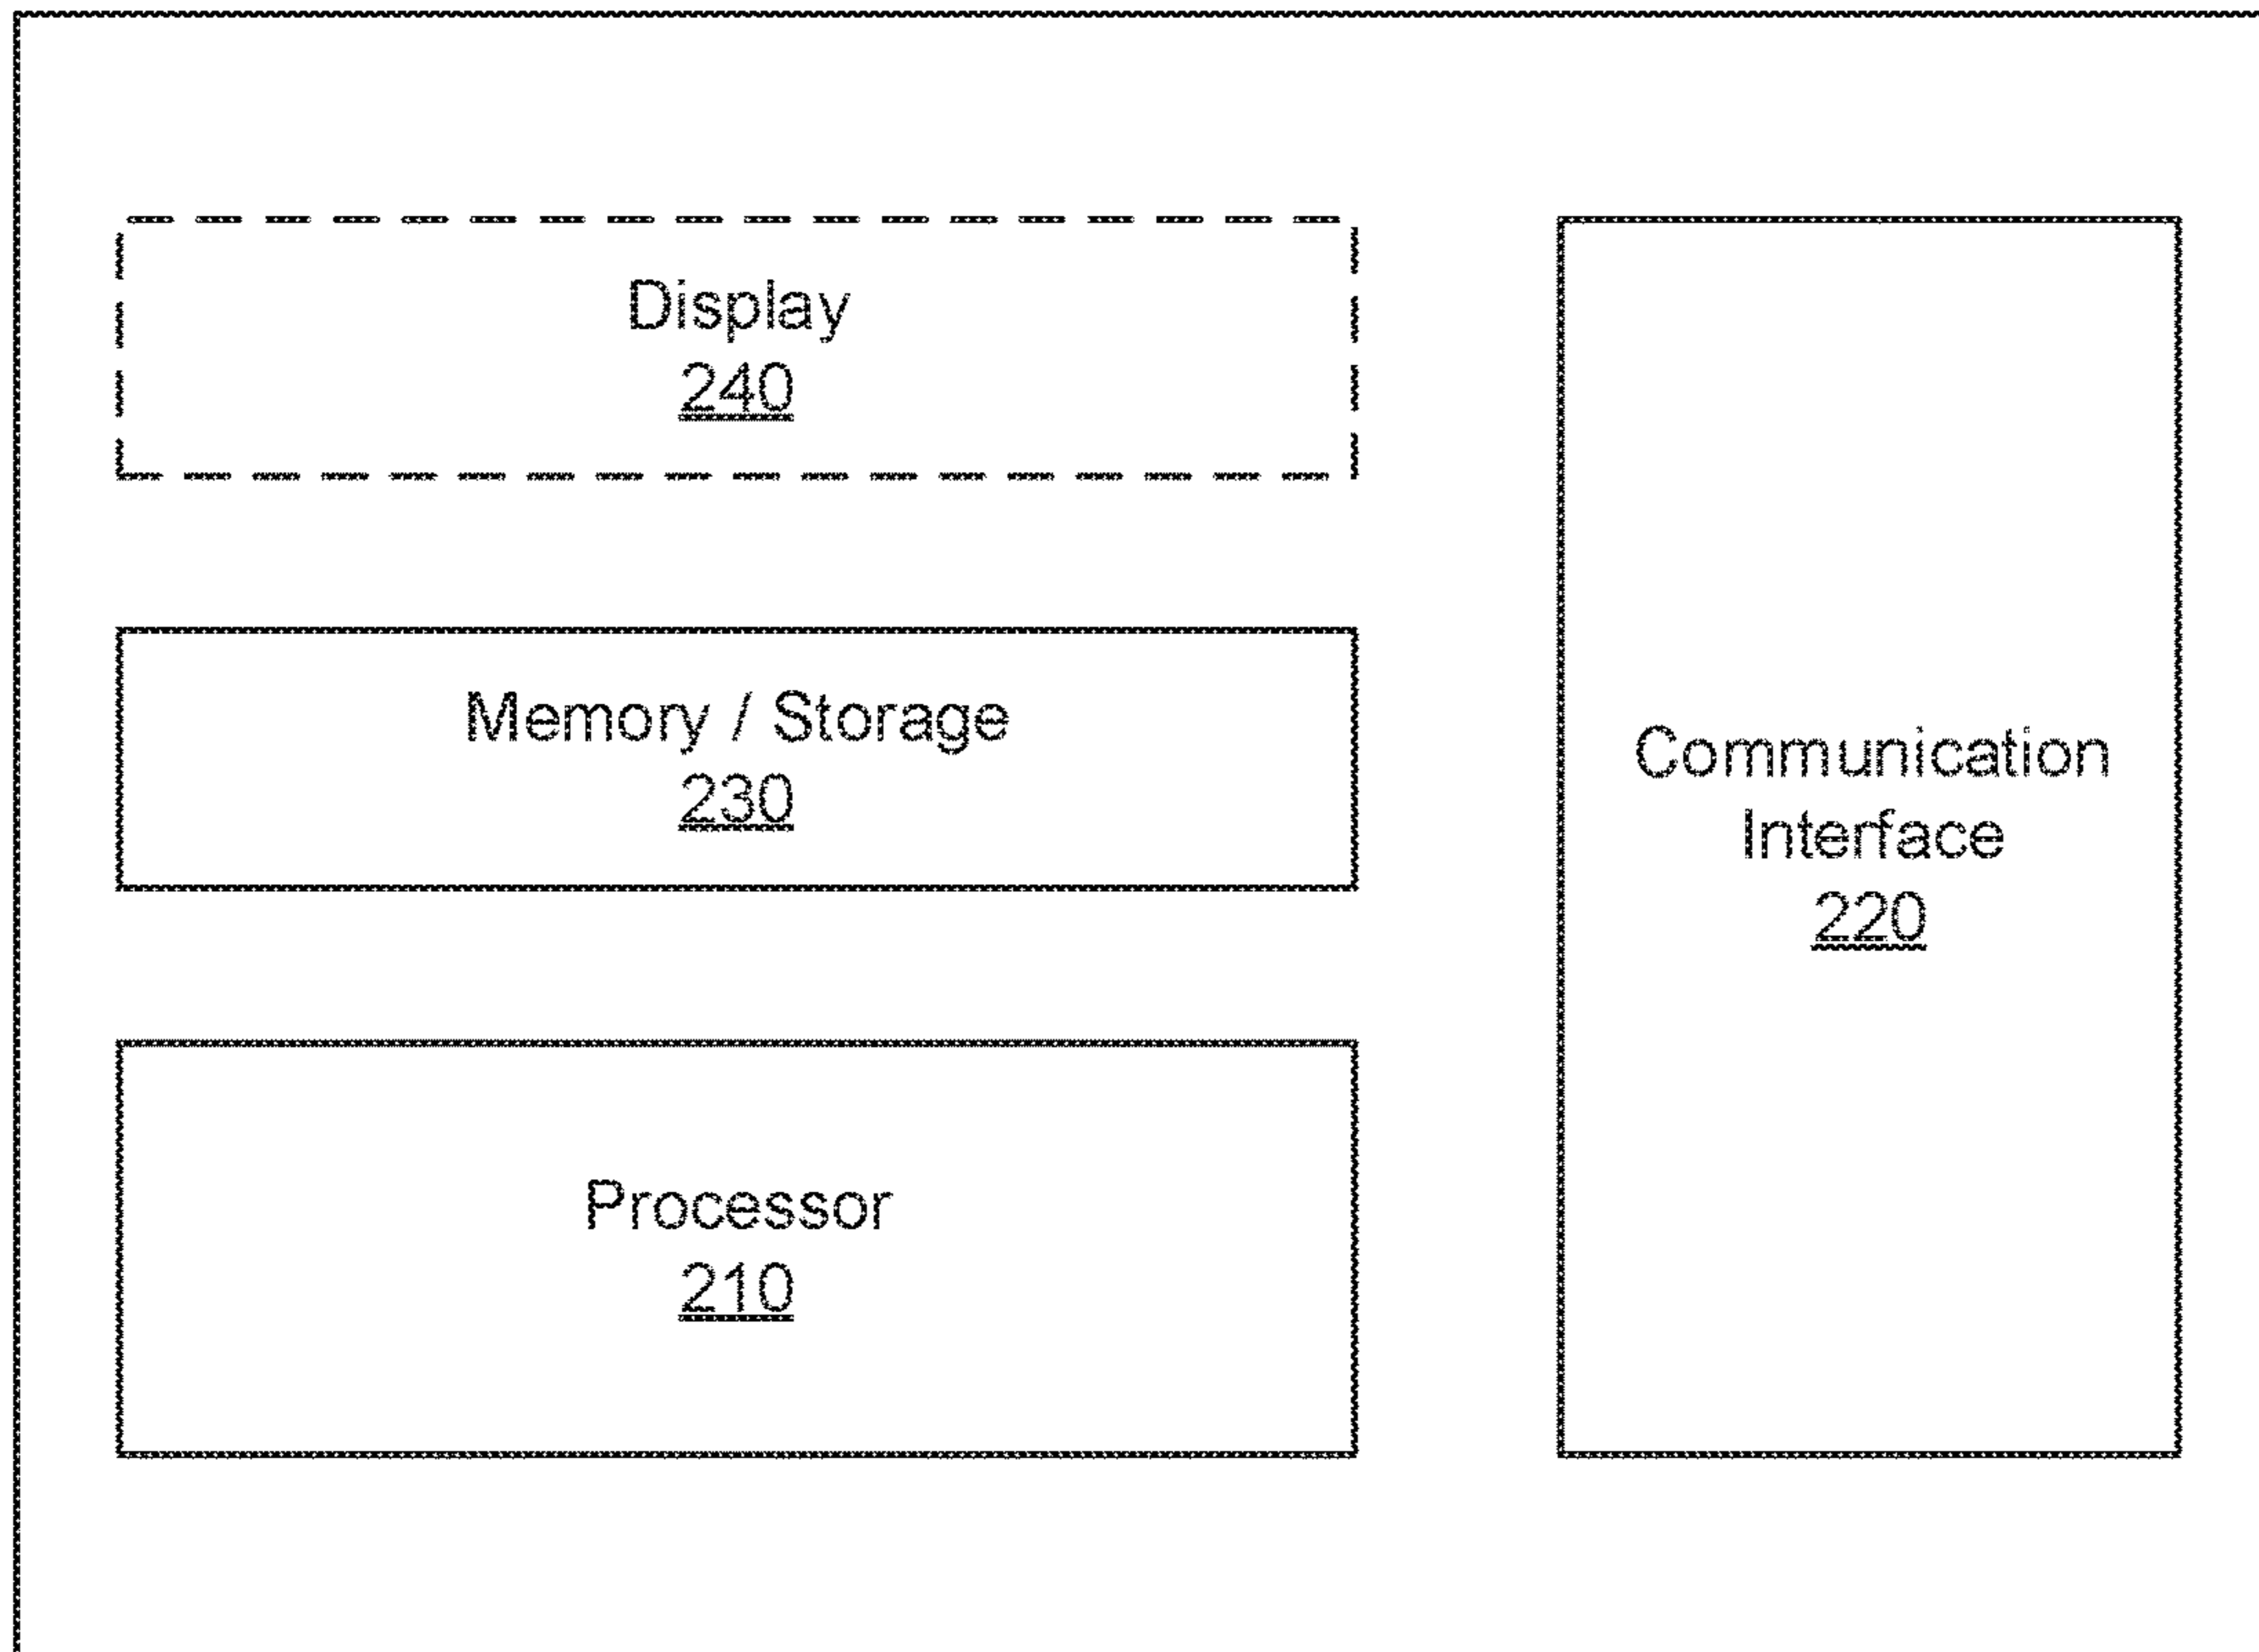 Display
240
Memory / Storage
230
Processor
210
Communication
Interface
220